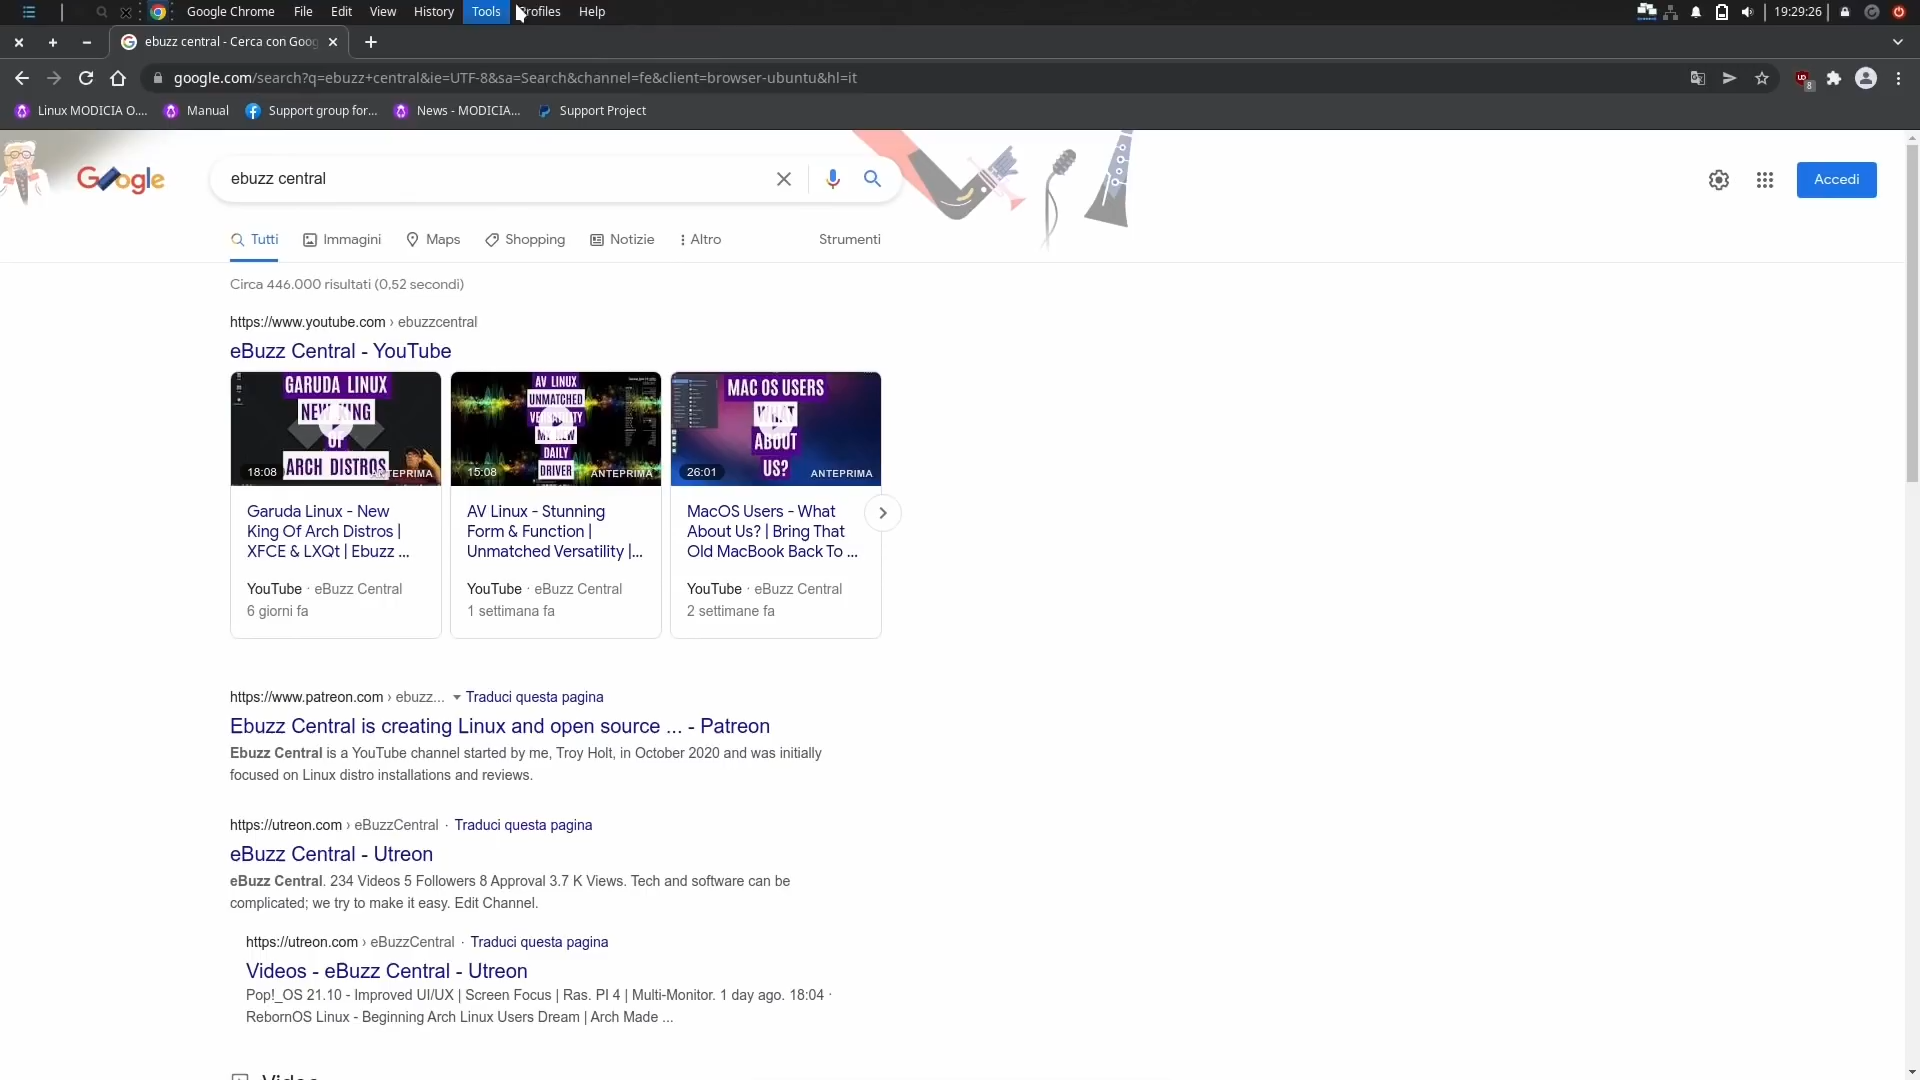 Google Chrome File Edit View History Tools Profiles Help 19:29:26
ebuzz central - Cerca con Goog
google.com/search?q=ebuzz+central&ie=UTF-8&sa=Search&channel=fe&client=browser-ubuntu&hl=it
UD 8
Linux MODICIA O.... Manual Support group for... News - MODICIA... Support Project
Google
ebuzz central
Accedi
Tutti Immagini Maps Shopping Notizie Altro Strumenti
Circa 446.000 risultati (0,52 secondi)
https://www.youtube.com › ebuzzcentral
eBuzz Central - YouTube
GARUDA LINUX
NEW KING
OF
ARCH DISTROS
18:08
AV LINUX
UNMATCHED
VERSATILITY
MY NEW
DAILY
DRIVER
15:08 ANTEPRIMA
MAC OS USERS
WHAT
ABOUT
US?
26:01 ANTEPRIMA
Garuda Linux - New
King Of Arch Distros |
XFCE & LXQt | Ebuzz ...
YouTube · eBuzz Central
6 giorni fa
AV Linux - Stunning
Form & Function |
Unmatched Versatility |...
YouTube · eBuzz Central
1 settimana fa
MacOS Users - What
About Us? | Bring That
Old MacBook Back To ...
YouTube · eBuzz Central
2 settimane fa
https://www.patreon.com › ebuzz... Traduci questa pagina
Ebuzz Central is creating Linux and open source ... - Patreon
Ebuzz Central is a YouTube channel started by me, Troy Holt, in October 2020 and was initially
focused on Linux distro installations and reviews.
https://utreon.com › eBuzzCentral · Traduci questa pagina
eBuzz Central - Utreon
eBuzz Central. 234 Videos 5 Followers 8 Approval 3.7 K Views. Tech and software can be
complicated; we try to make it easy. Edit Channel.
https://utreon.com › eBuzzCentral · Traduci questa pagina
Videos - eBuzz Central - Utreon
Pop!_OS 21.10 - Improved UI/UX | Screen Focus | Ras. PI 4 | Multi-Monitor. 1 day ago. 18:04 ·
RebornOS Linux - Beginning Arch Linux Users Dream | Arch Made ...